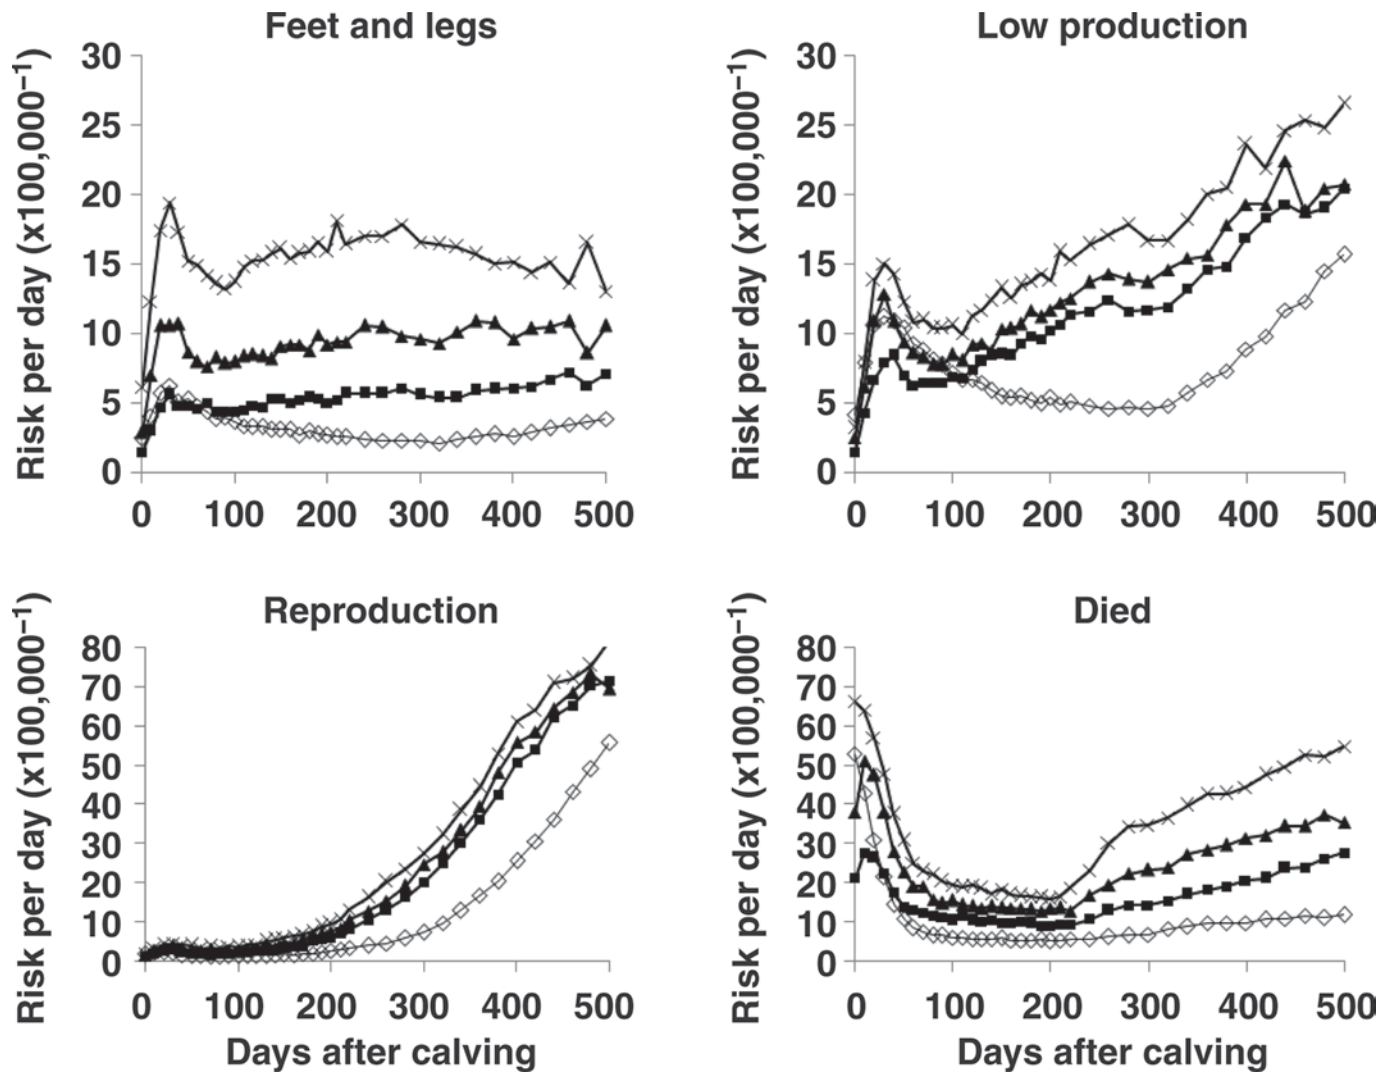 Feet and legs
Risk per day (x100,000⁻¹)
30
25
20
15
10
5
0
0 100 200 300 400 500
Low production
Risk per day (x100,000⁻¹)
30
25
20
15
10
5
0
0 100 200 300 400 500
Reproduction
Risk per day (x100,000⁻¹)
80
70
60
50
40
30
20
10
0
0 100 200 300 400 500
Days after calving
Died
Risk per day (x100,000⁻¹)
80
70
60
50
40
30
20
10
0
0 100 200 300 400 500
Days after calving